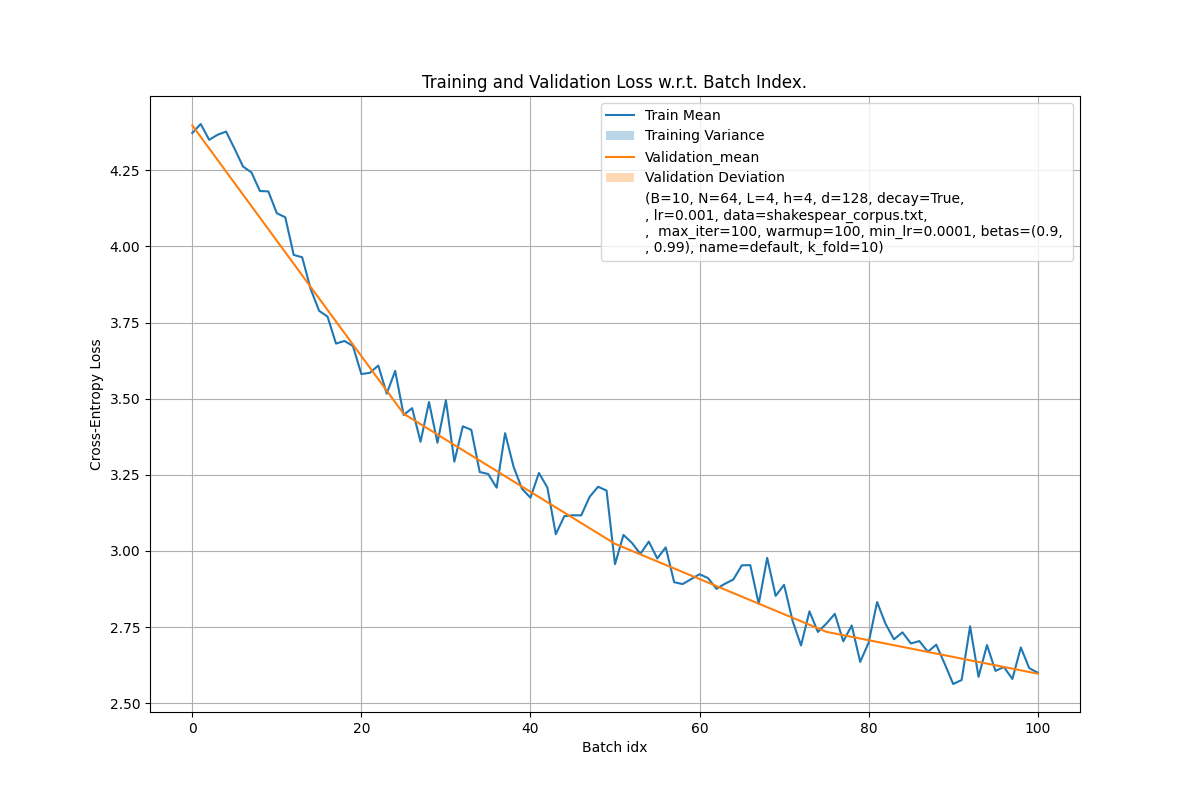 Training and Validation Loss w.r.t. Batch Index.
Train Mean
Training Variance
Validation_mean
Validation Deviation
(B=10, N=64, L=4, h=4, d=128, decay=True,
, lr=0.001, data=shakespear_corpus.txt,
,  max_iter=100, warmup=100, min_lr=0.0001, betas=(0.9,
, 0.99), name=default, k_fold=10)
Cross-Entropy Loss
4.25
4.00
3.75
3.50
3.25
3.00
2.75
2.50
0 20 40 60 80 100
Batch idx